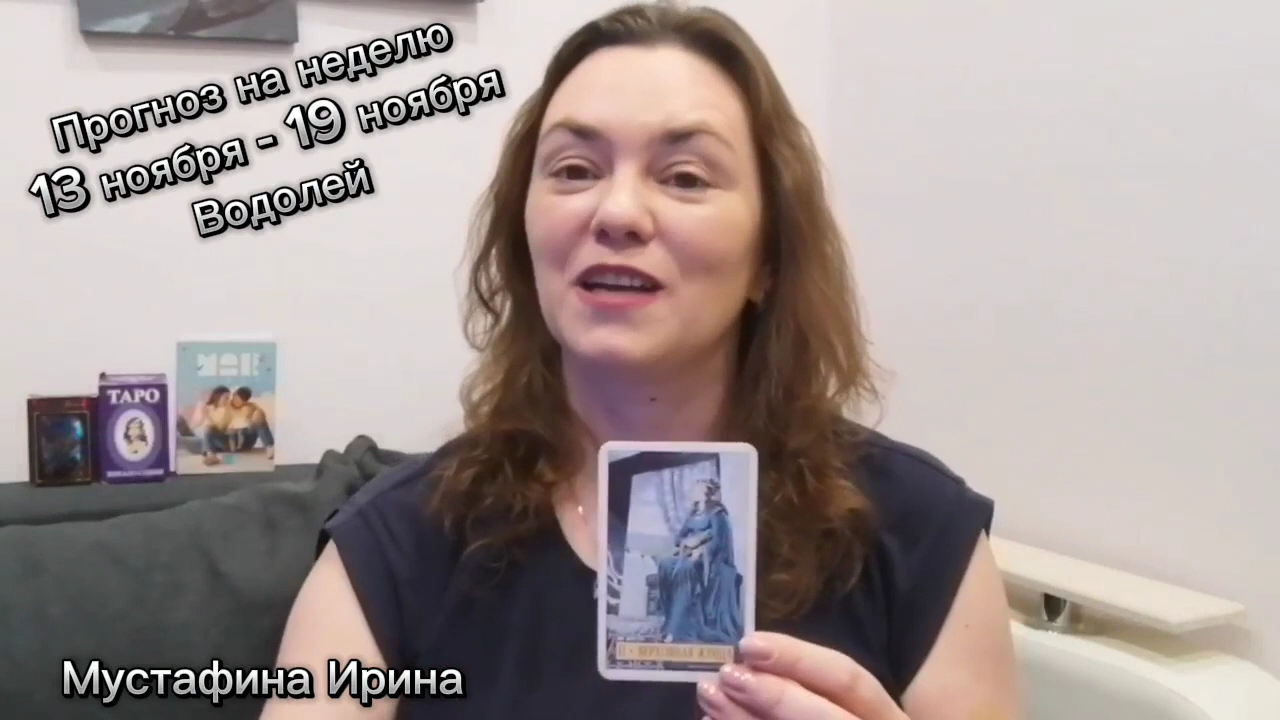 Прогноз на неделю
13 ноября - 19 ноября
Водолей
ТАРО
II • ВЕРХОВНАЯ ЖРИЦА
Мустафина Ирина